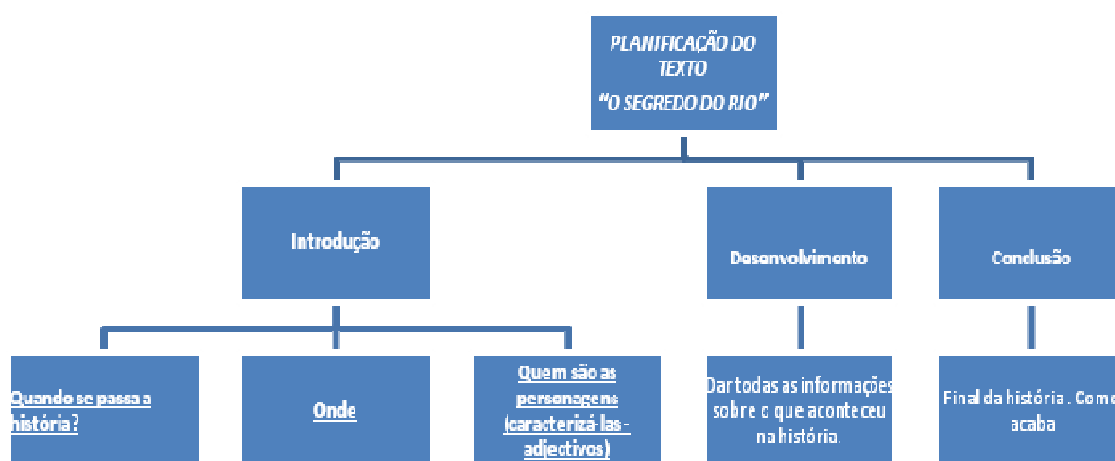 PLANIFICAÇÃO DO
TEXTO
"O SEGREDO DO RIO"
Introdução
Desenvolvimento
Conclusão
Quando se passa a
história?
Onde
Quem são as
personagens
(caracterizá-las -
adjectivos)
Dar todas as informações
sobre o que aconteceu
na história.
Final da história . Como
acaba